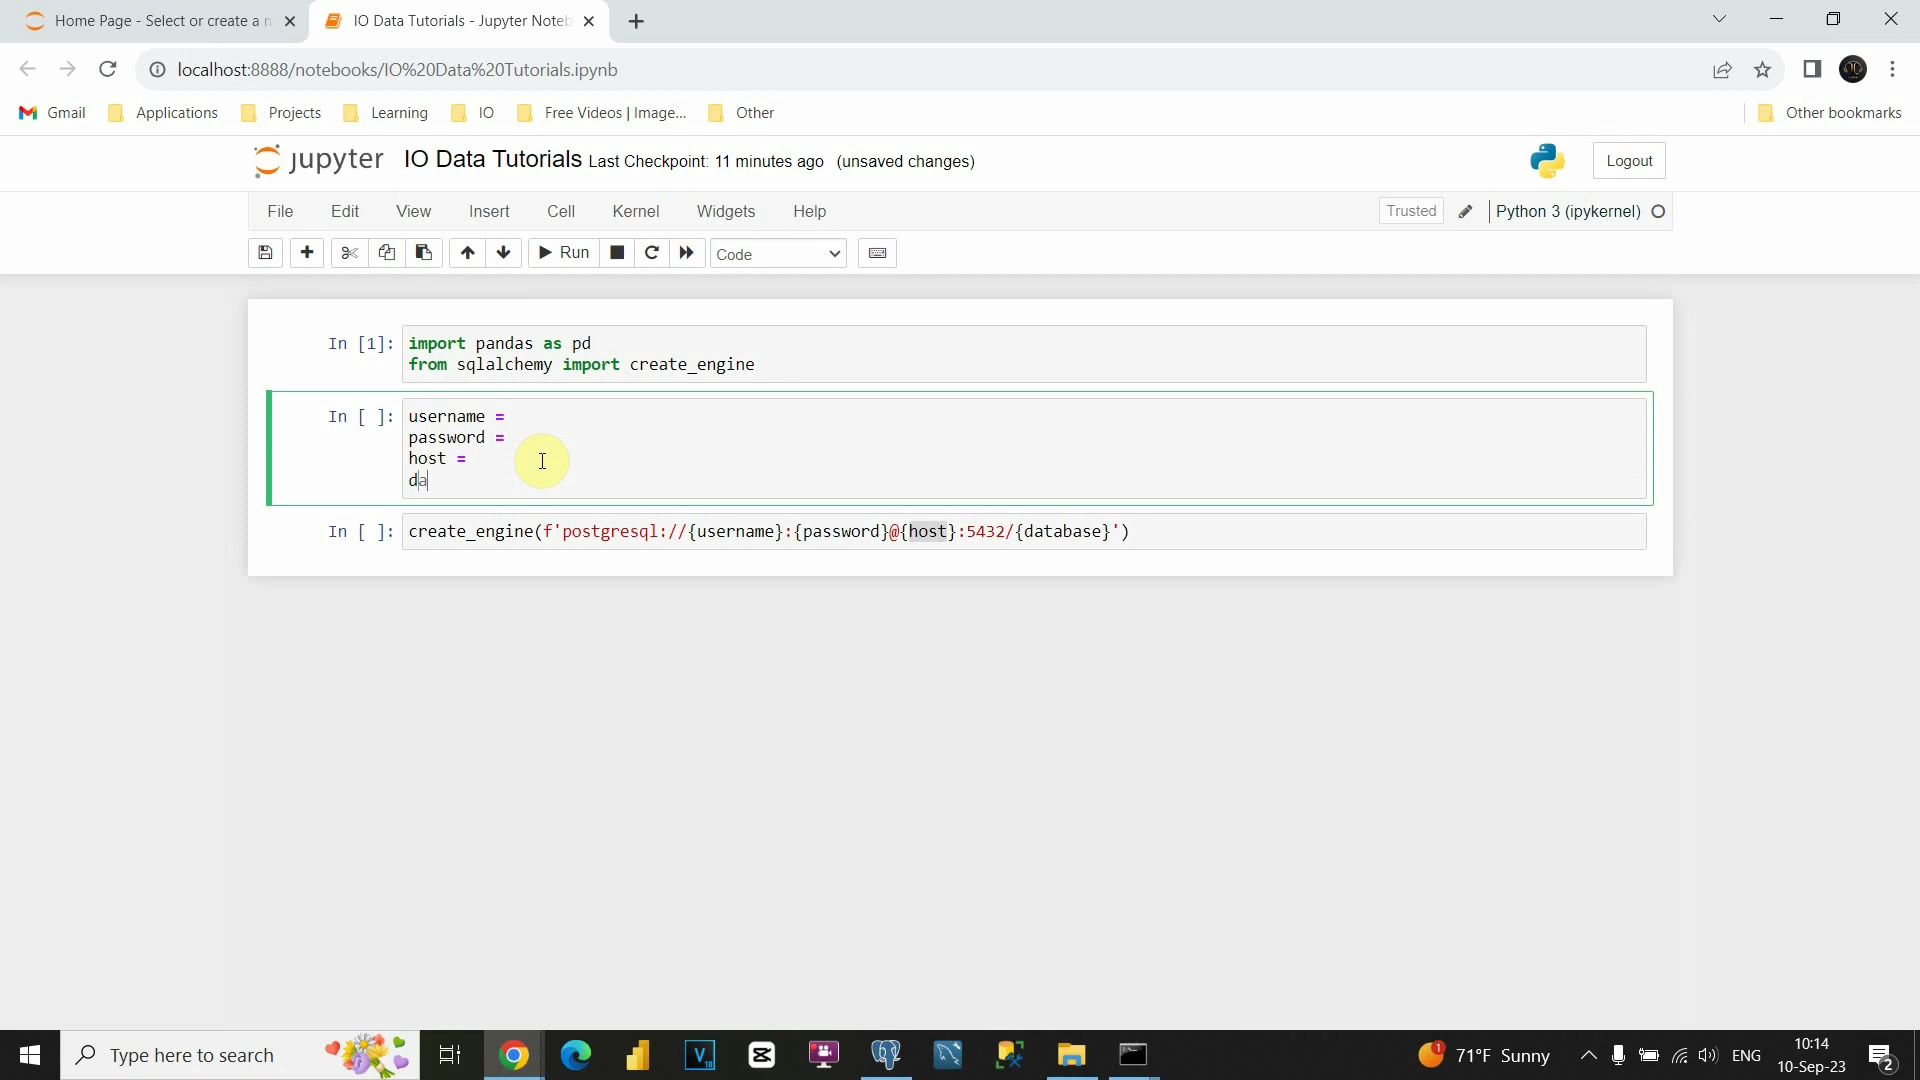 Home Page - Select or create a n
IO Data Tutorials - Jupyter Noteb
localhost:8888/notebooks/IO%20Data%20Tutorials.ipynb
Gmail
Applications
Projects
Learning
IO
Free Videos | Image...
Other
Other bookmarks
jupyter
IO Data Tutorials Last Checkpoint: 11 minutes ago (unsaved changes)
Logout
File
Edit
View
Insert
Cell
Kernel
Widgets
Help
Trusted
Python 3 (ipykernel)
Run
Code
In [1]:
import pandas as pd
from sqlalchemy import create_engine
In [ ]:
username =
password =
host =
da
In [ ]:
create_engine(f'postgresql://{username}:{password}@{host}:5432/{database}')
Type here to search
V
18
1
71°F Sunny
ENG
10:14
10-Sep-23
2